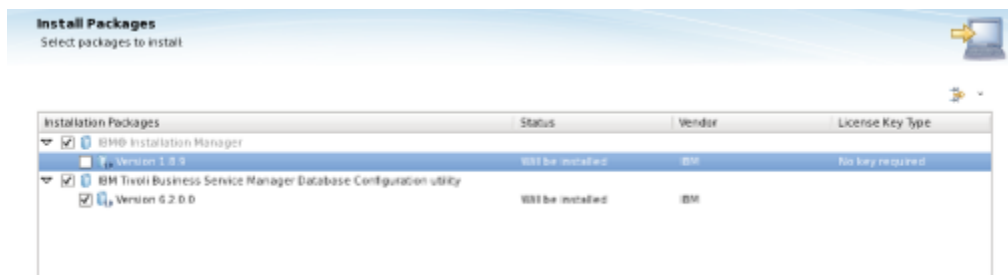 Install Packages
Select packages to install
Installation Packages Status Vendor License Key Type
IBM® Installation Manager
Version 1.8.9 Will be installed IBM No key required
IBM Tivoli Business Service Manager Database Configuration utility
Version 6.2.0.0 Will be installed IBM